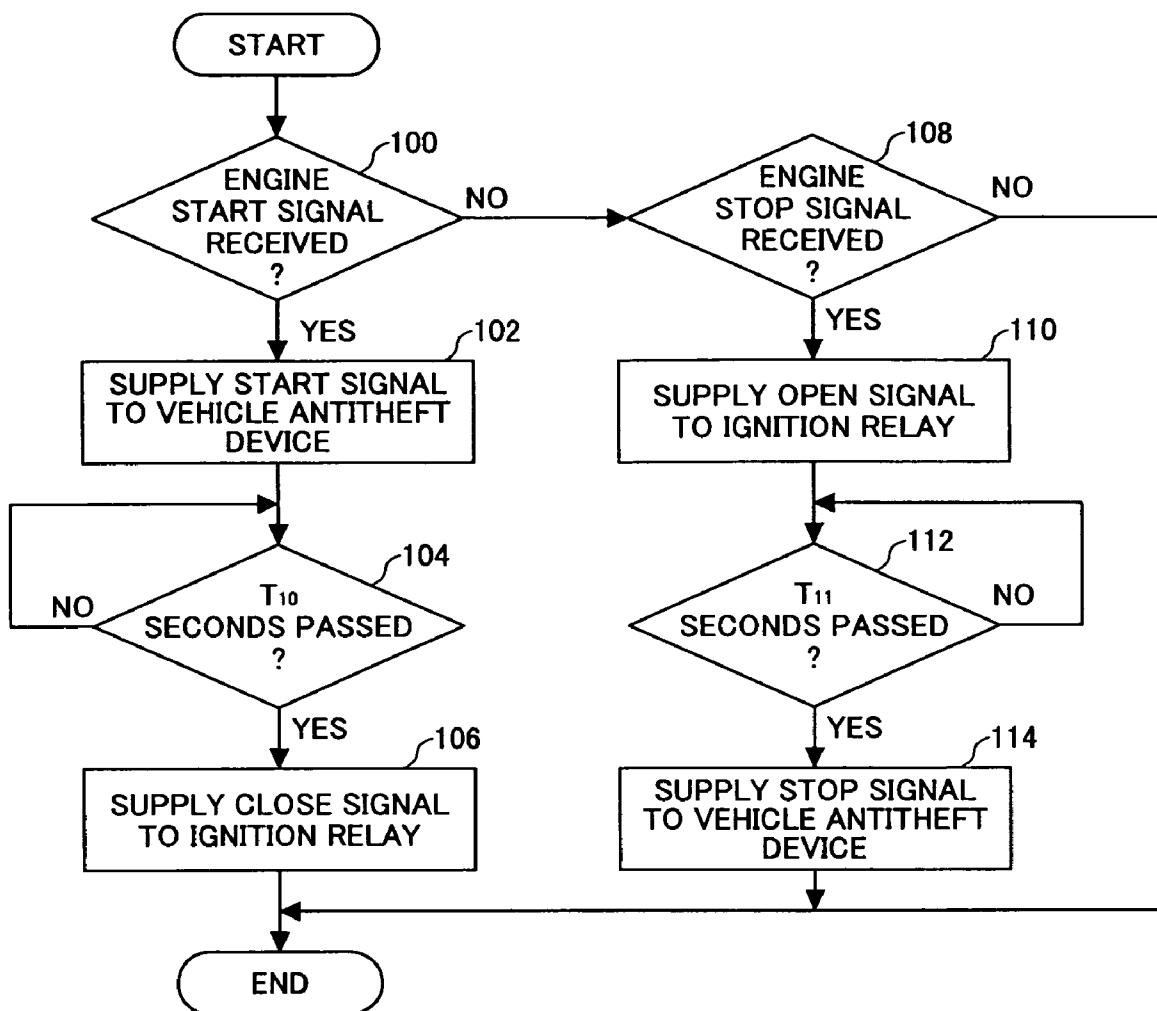 START
100
ENGINE
START SIGNAL
RECEIVED
?
NO
YES
108
ENGINE
STOP SIGNAL
RECEIVED
?
NO
YES
102
SUPPLY START SIGNAL
TO VEHICLE ANTITHEFT
DEVICE
110
SUPPLY OPEN SIGNAL
TO IGNITION RELAY
104
T10
SECONDS PASSED
?
NO
YES
112
T11
SECONDS PASSED
?
NO
YES
106
SUPPLY CLOSE SIGNAL
TO IGNITION RELAY
114
SUPPLY STOP SIGNAL
TO VEHICLE ANTITHEFT
DEVICE
END